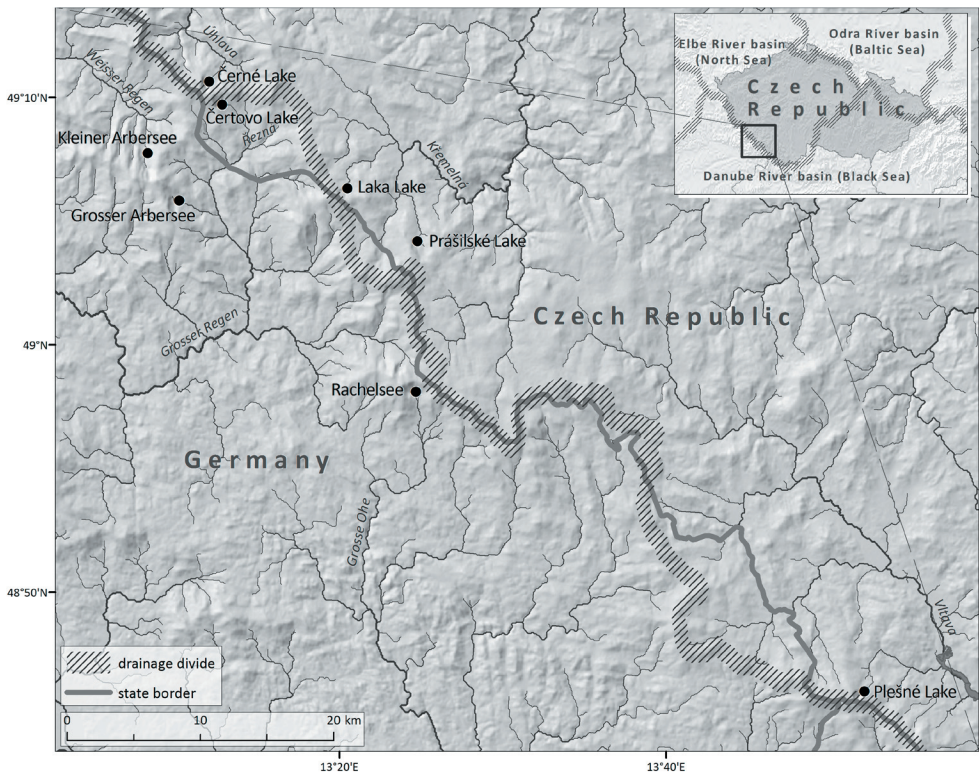 Odra River basin
(Baltic Sea)
Elbe River basin
(North Sea)
Czech
Republic
Danube River basin (Black Sea)
Úhlava
Weisser Regen
Černé Lake
49°10'N
Čertovo Lake
Řezná
Kleiner Arbersee
Křemelná
Laka Lake
Grosser Arbersee
Prášilské Lake
Czech Republic
Grosser Regen
49°N
Rachelsee
Germany
Grosse Ohe
48°50'N
Vltava
drainage divide
state border
Plešné Lake
0 10 20 km
13°20'E
13°40'E